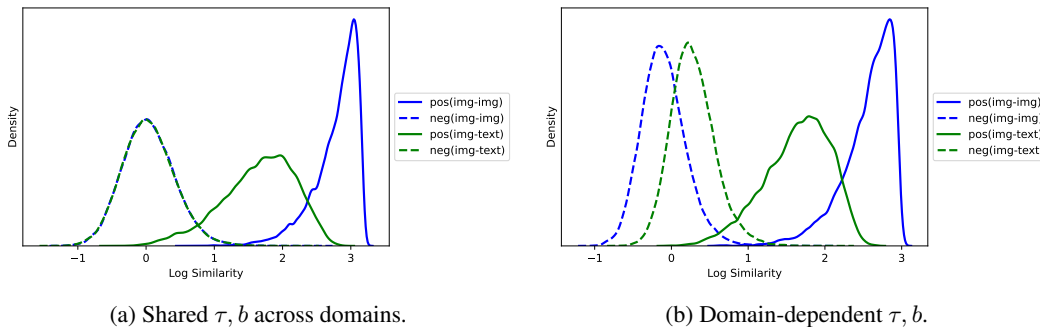 Density
pos(img-img)
neg(img-img)
pos(img-text)
neg(img-text)
−1 0 1 2 3
Log Similarity
(a) Shared τ, b across domains.
Density
pos(img-img)
neg(img-img)
pos(img-text)
neg(img-text)
−1 0 1 2 3
Log Similarity
(b) Domain-dependent τ, b.